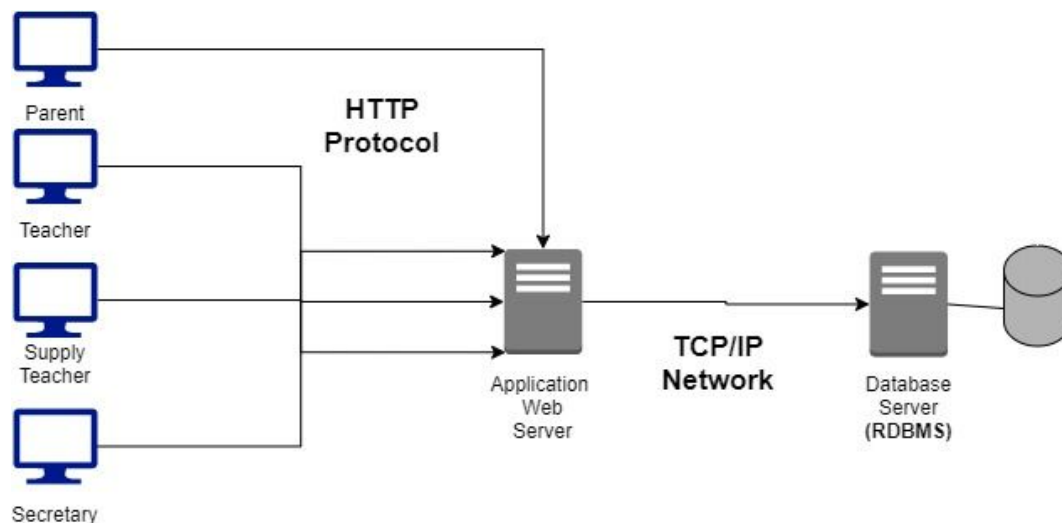 Parent
HTTP
Protocol
Teacher
Supply
Teacher
TCP/IP
Network
Application
Web
Server
Database
Server
(RDBMS)
Secretary